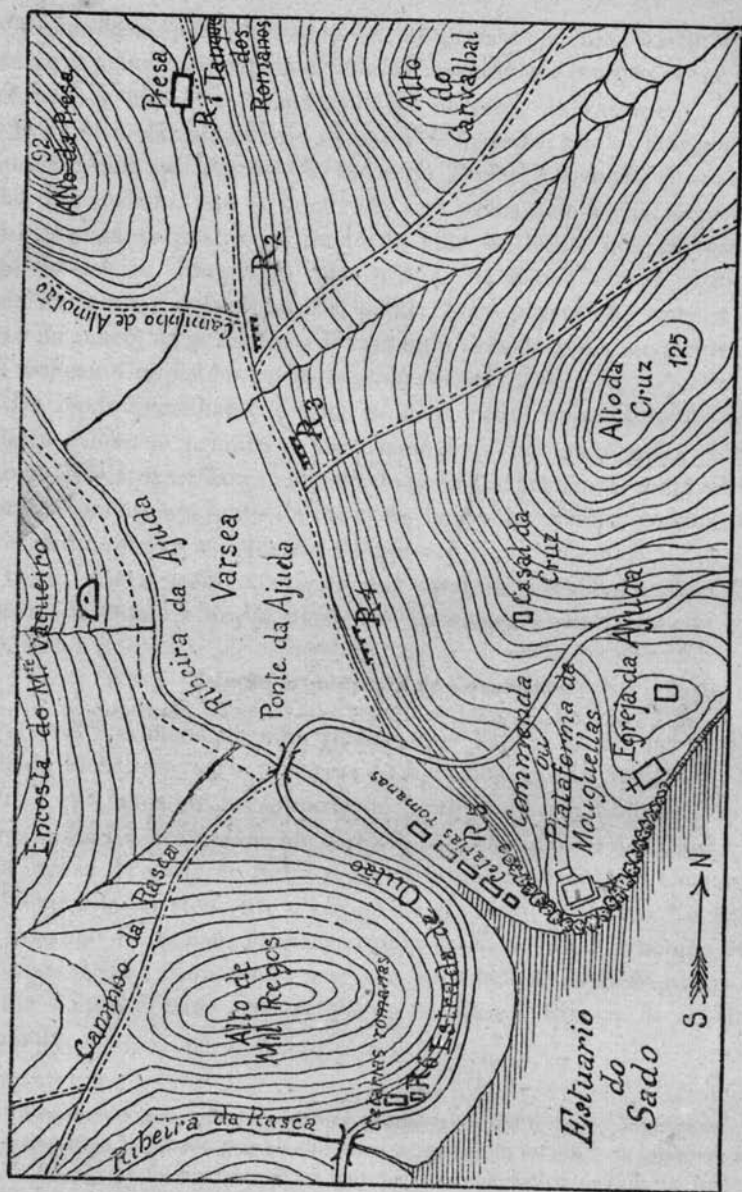 92
Alto da Presa
Presa
R1 Tanque
dos
Romanos
Alto
do
Carvalhal
Caminho de Almotão
R2
R3
Alto da
Cruz 125
Encosta do Mte Vaqueiro
Ribeira da Ajuda
Varsea
Ponte da Ajuda
R4
Casal da
Cruz
Commenda
ou
Plataforma de
Mouguellas
Egreja da Ajuda
Caminho da Rasca
romanas
R5
Cetarias romanas
Alto de
Mil Regos
Cetarias romanas
R6 Estrada de Outão
Ribeira da Rasca
Estuario
do
Sado
S N